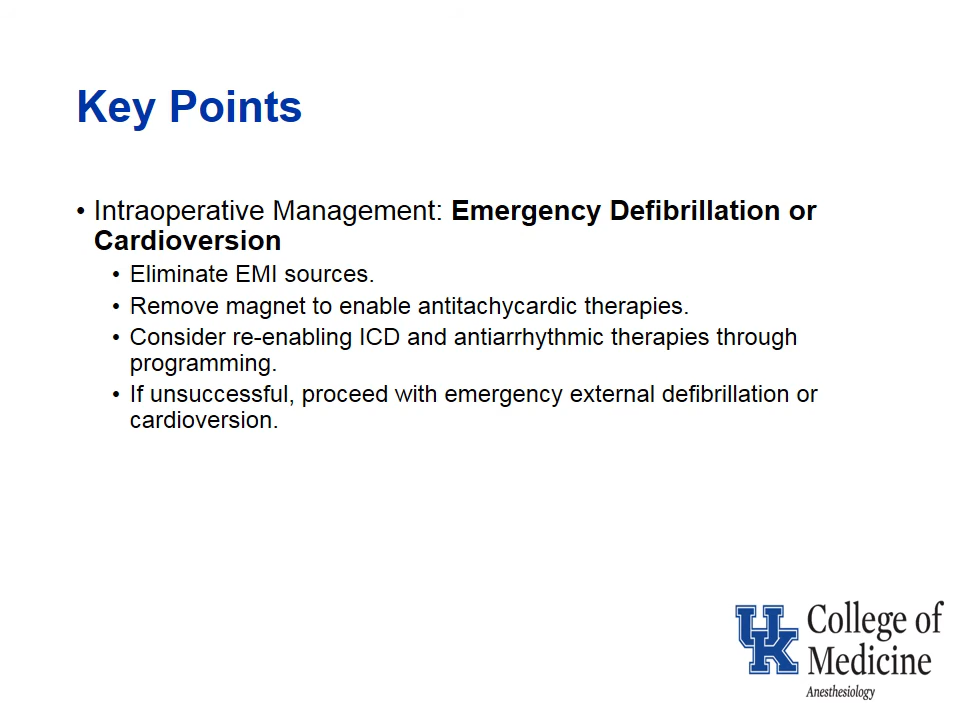 Key Points
• Intraoperative Management: Emergency Defibrillation or
Cardioversion
• Eliminate EMI sources.
• Remove magnet to enable antitachycardic therapies.
• Consider re-enabling ICD and antiarrhythmic therapies through
programming.
• If unsuccessful, proceed with emergency external defibrillation or
cardioversion.
UK
College of
Medicine
Anesthesiology